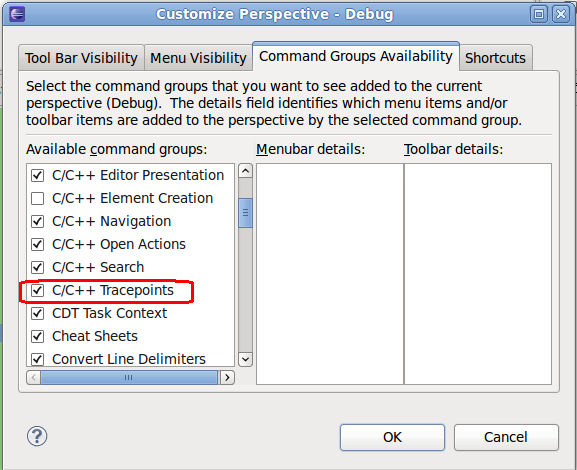 Customize Perspective - Debug
Tool Bar Visibility Menu Visibility Command Groups Availability Shortcuts
Select the command groups that you want to see added to the current
perspective (Debug). The details field identifies which menu items and/or
toolbar items are added to the perspective by the selected command group.
Available command groups: Menubar details: Toolbar details:
C/C++ Editor Presentation
C/C++ Element Creation
C/C++ Navigation
C/C++ Open Actions
C/C++ Search
C/C++ Tracepoints
CDT Task Context
Cheat Sheets
Convert Line Delimiters
? OK Cancel